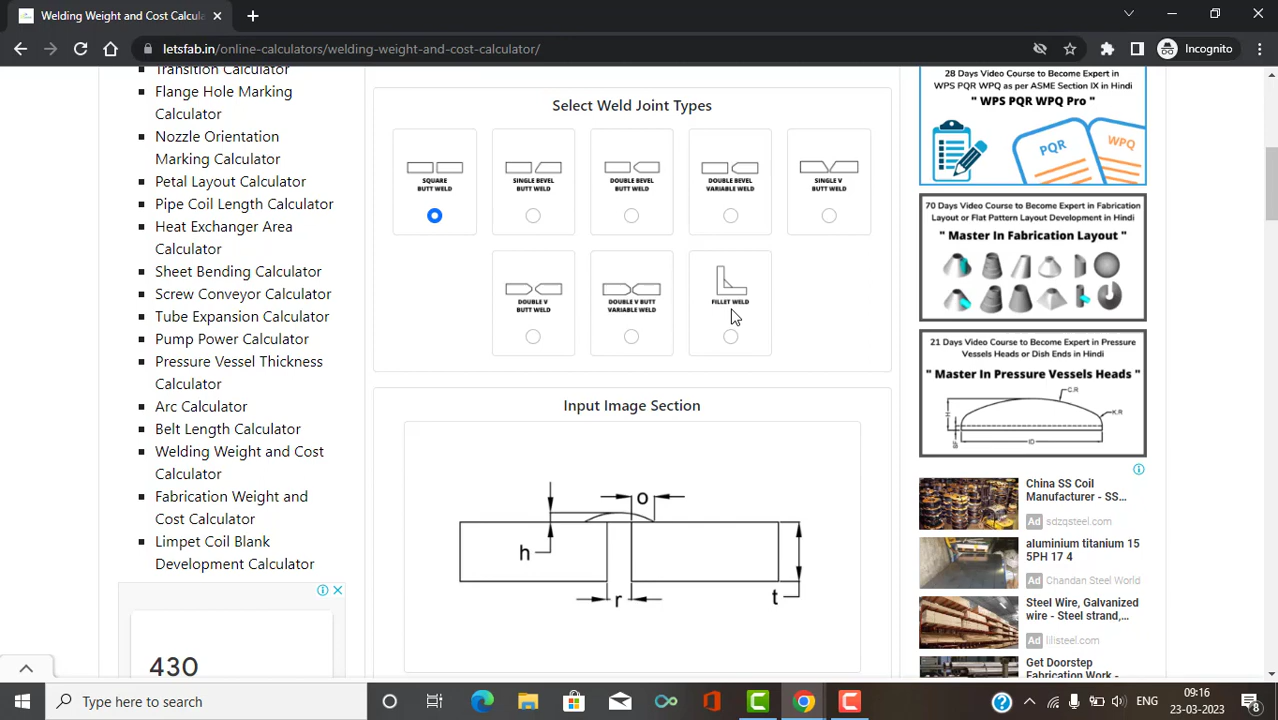 Welding Weight and Cost Calcula
letsfab.in/online-calculators/welding-weight-and-cost-calculator/
Incognito
Transition Calculator
Flange Hole Marking
Calculator
Nozzle Orientation
Marking Calculator
Petal Layout Calculator
Pipe Coil Length Calculator
Heat Exchanger Area
Calculator
Sheet Bending Calculator
Screw Conveyor Calculator
Tube Expansion Calculator
Pump Power Calculator
Pressure Vessel Thickness
Calculator
Arc Calculator
Belt Length Calculator
Welding Weight and Cost
Calculator
Fabrication Weight and
Cost Calculator
Limpet Coil Blank
Development Calculator
430
Select Weld Joint Types
SQUARE
BUTT WELD
SINGLE BEVEL
BUTT WELD
DOUBLE BEVEL
BUTT WELD
DOUBLE BEVEL
VARIABLE WELD
SINGLE V
BUTT WELD
DOUBLE V
BUTT WELD
DOUBLE V BUTT
VARIABLE WELD
FILLET WELD
Input Image Section
o
h
r
t
28 Days Video Course to Become Expert in
WPS PQR WPQ as per ASME Section IX in Hindi
" WPS PQR WPQ Pro "
PQR
WPQ
70 Days Video Course to Become Expert in Fabrication
Layout or Flat Pattern Layout Development in Hindi
" Master In Fabrication Layout "
21 Days Video Course to Become Expert in Pressure
Vessels Heads or Dish Ends in Hindi
" Master In Pressure Vessels Heads "
C.R
K.R
H
SF
ID
China SS Coil
Manufacturer - SS...
Ad sdzqsteel.com
aluminium titanium 15
5PH 17 4
Ad Chandan Steel World
Steel Wire, Galvanized
wire - Steel strand,...
Ad lilisteel.com
Get Doorstep
Fabrication Work -
Type here to search
ENG
09:16
23-03-2023
8